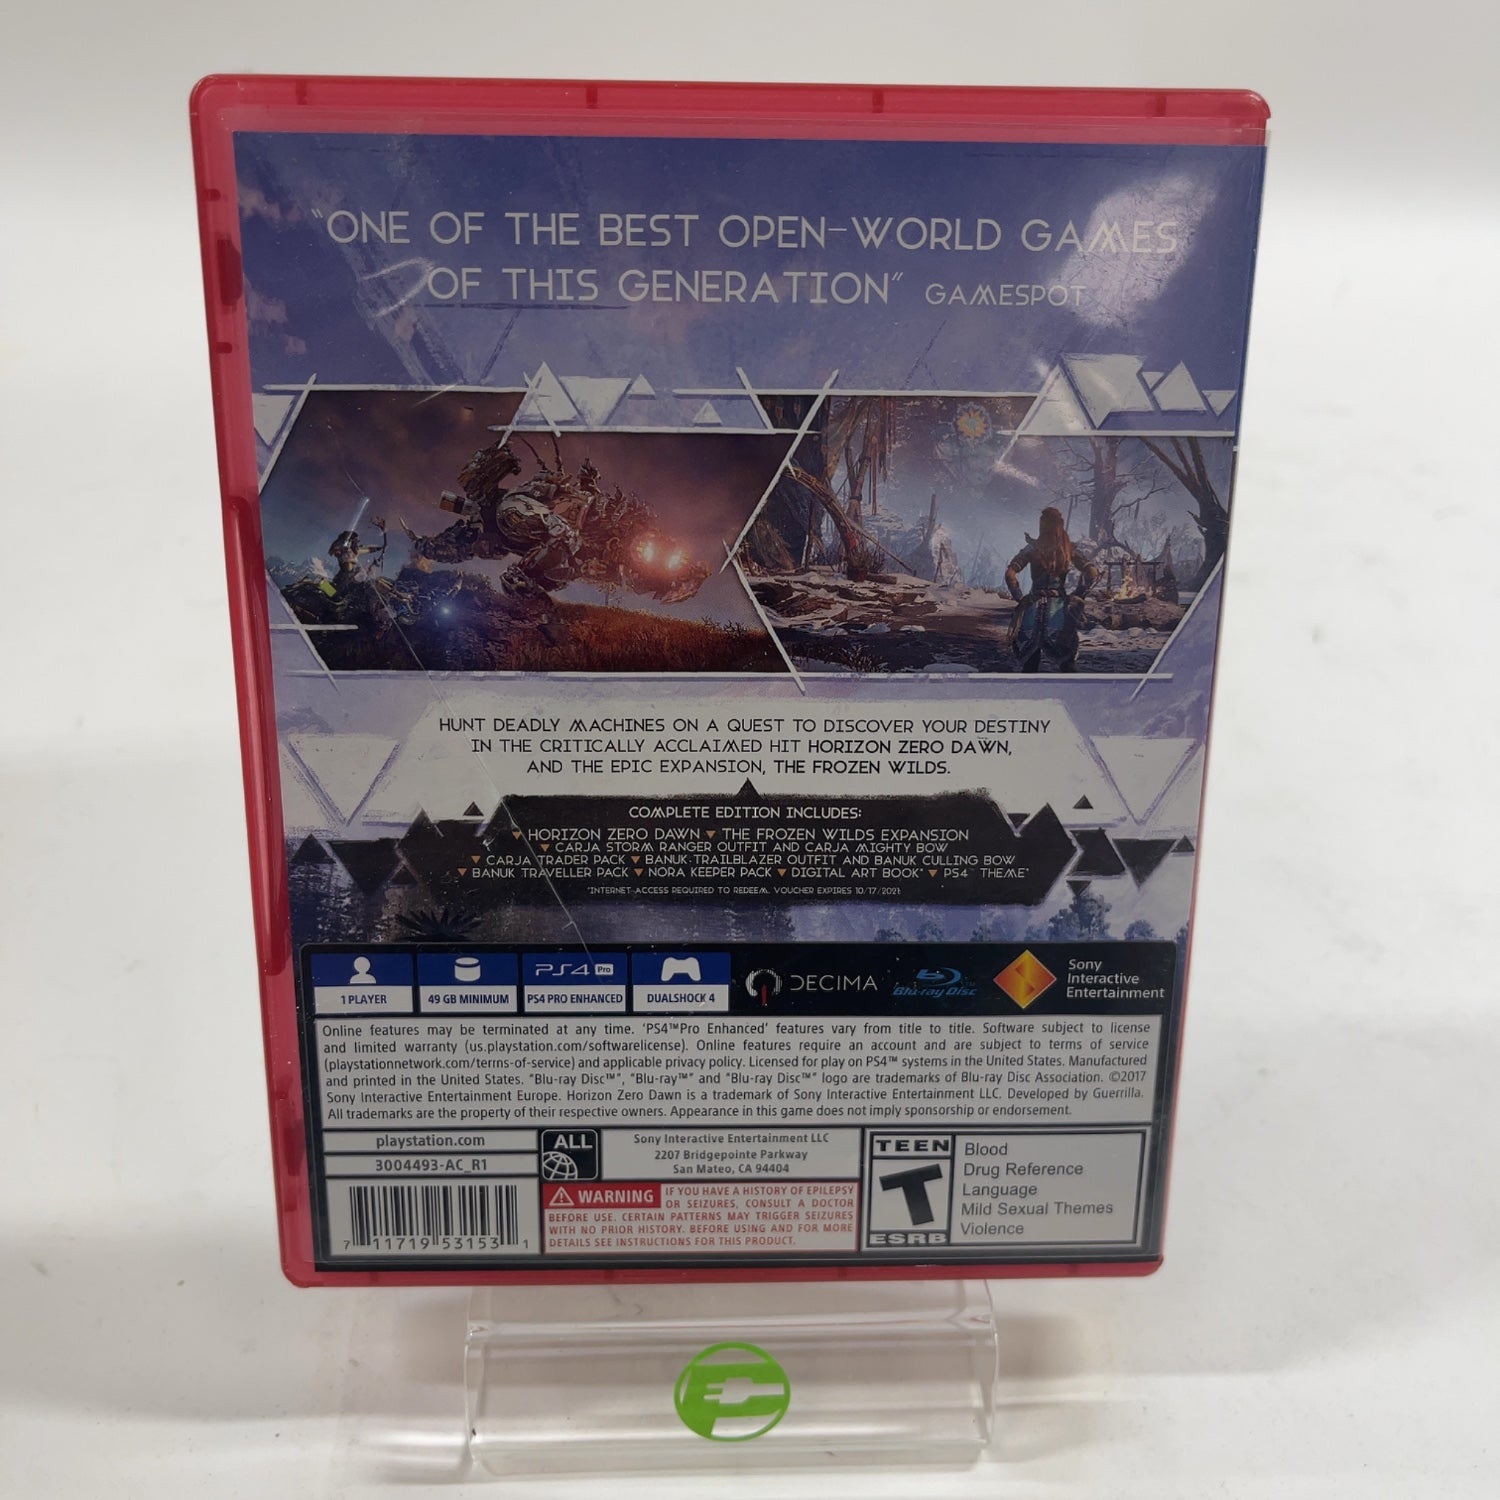 "ONE OF THE BEST OPEN-WORLD GAMES
OF THIS GENERATION" GAMESPOT
HUNT DEADLY MACHINES ON A QUEST TO DISCOVER YOUR DESTINY
IN THE CRITICALLY ACCLAIMED HIT HORIZON ZERO DAWN,
AND THE EPIC EXPANSION, THE FROZEN WILDS.
COMPLETE EDITION INCLUDES:
▼ HORIZON ZERO DAWN ▼ THE FROZEN WILDS EXPANSION
▼ CARJA STORM RANGER OUTFIT AND CARJA MIGHTY BOW
▼ CARJA TRADER PACK ▼ BANUK TRAILBLAZER OUTFIT AND BANUK CULLING BOW
▼ BANUK TRAVELLER PACK ▼ NORA KEEPER PACK ▼ DIGITAL ART BOOK* ▼ PS4™ THEME*
*INTERNET ACCESS REQUIRED TO REDEEM. VOUCHER EXPIRES 10/17/2021
1 PLAYER
49 GB MINIMUM
PS4 Pro
PS4 PRO ENHANCED
DUALSHOCK 4
DECIMA
Blu-ray Disc
Sony
Interactive
Entertainment
Online features may be terminated at any time. 'PS4™Pro Enhanced' features vary from title to title. Software subject to license
and limited warranty (us.playstation.com/softwarelicense). Online features require an account and are subject to terms of service
(playstationnetwork.com/terms-of-service) and applicable privacy policy. Licensed for play on PS4™ systems in the United States. Manufactured
and printed in the United States. "Blu-ray Disc™", "Blu-ray™" and "Blu-ray Disc™" logo are trademarks of Blu-ray Disc Association. ©2017
Sony Interactive Entertainment Europe. Horizon Zero Dawn is a trademark of Sony Interactive Entertainment LLC. Developed by Guerrilla.
All trademarks are the property of their respective owners. Appearance in this game does not imply sponsorship or endorsement.
playstation.com
3004493-AC_R1
7 11719 53153 1
ALL
Sony Interactive Entertainment LLC
2207 Bridgepointe Parkway
San Mateo, CA 94404
WARNING IF YOU HAVE A HISTORY OF EPILEPSY
OR SEIZURES, CONSULT A DOCTOR
BEFORE USE. CERTAIN PATTERNS MAY TRIGGER SEIZURES
WITH NO PRIOR HISTORY. BEFORE USING AND FOR MORE
DETAILS SEE INSTRUCTIONS FOR THIS PRODUCT.
TEEN
T
ESRB
Blood
Drug Reference
Language
Mild Sexual Themes
Violence